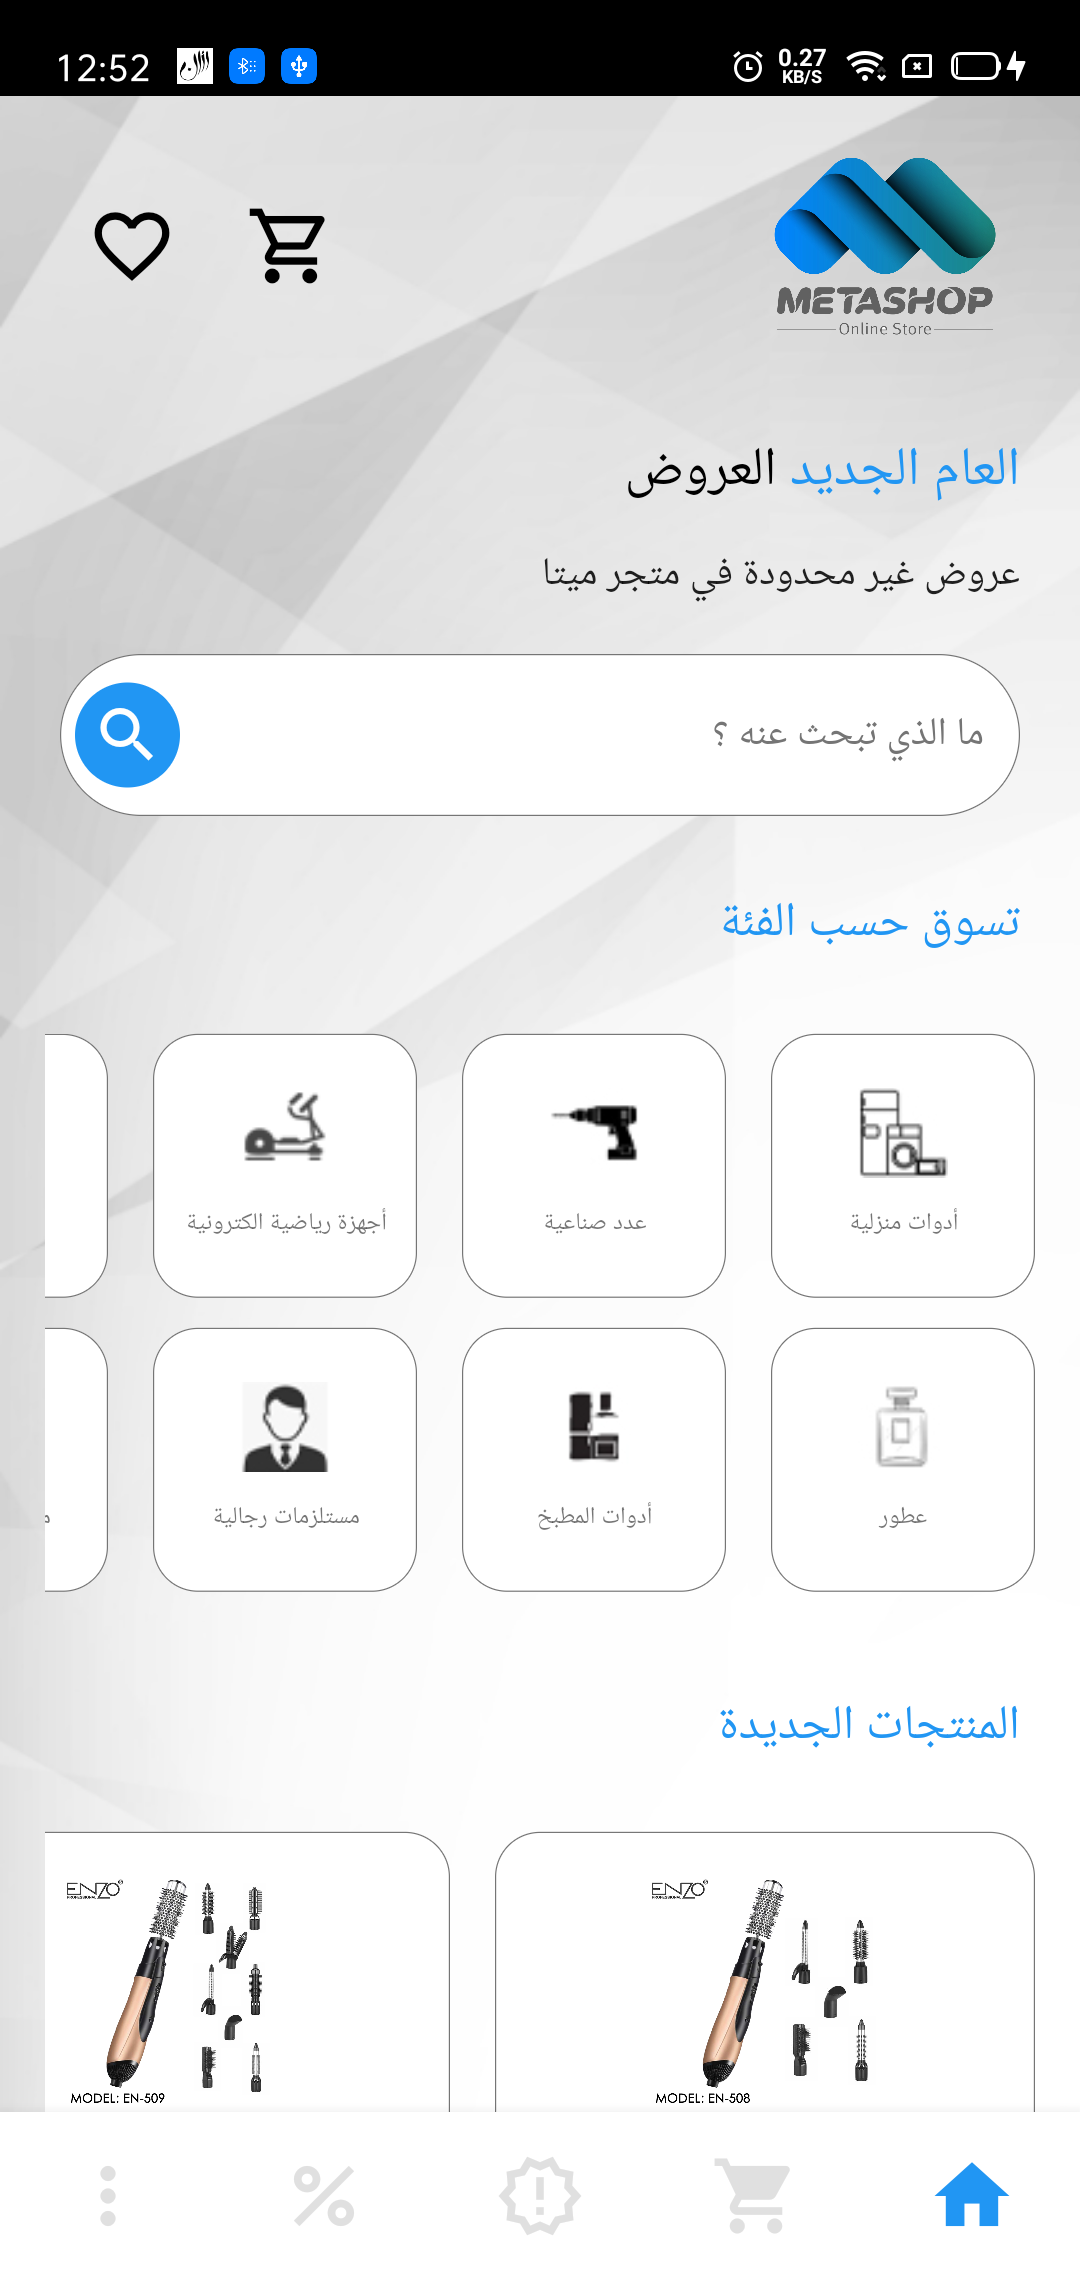 12:52
0.27 KB/S
METASHOP
Online Store
العام الجديد العروض
عروض غير محدودة في متجر ميتا
ما الذي تبحث عنه ؟
تسوق حسب الفئة
أدوات منزلية
عدد صناعية
أجهزة رياضية الكترونية
عطور
أدوات المطبخ
مستلزمات رجالية
المنتجات الجديدة
ENZO
PROFESSIONAL
MODEL: EN-508
ENZO
PROFESSIONAL
MODEL: EN-509